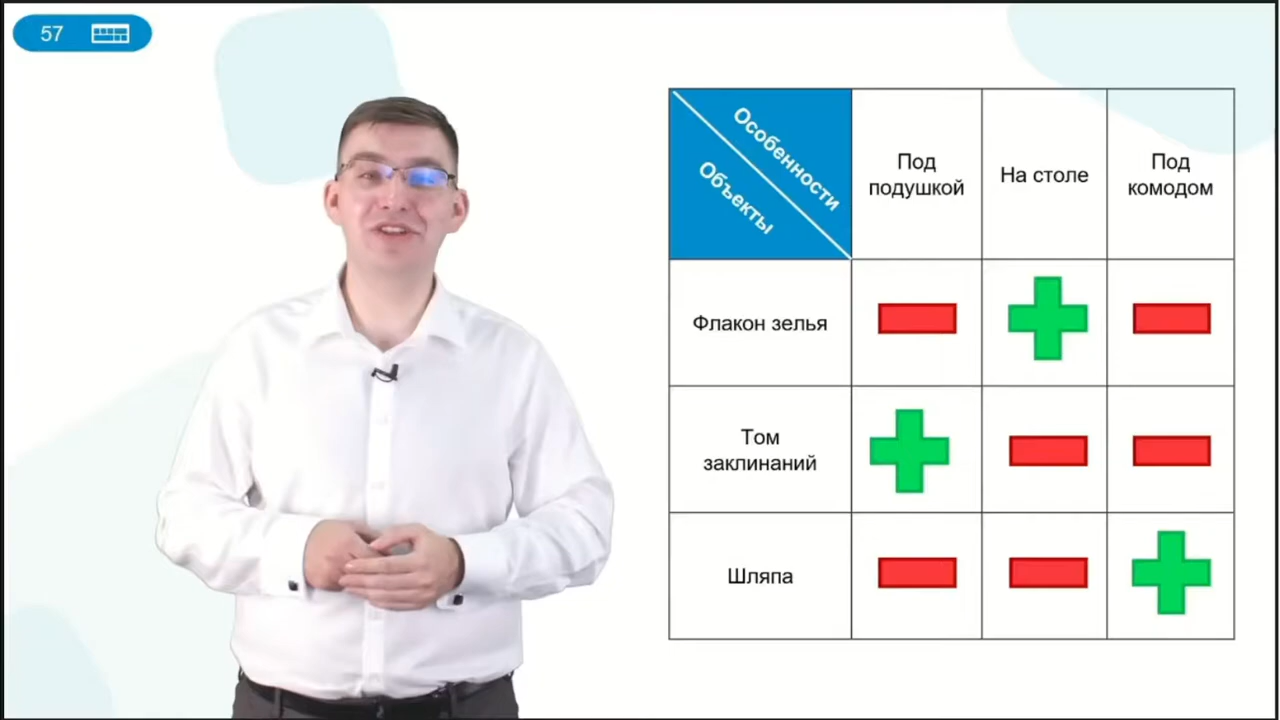 57
Особенности
Объекты
Под
подушкой
На столе
Под
комодом
Флакон зелья
Том
заклинаний
Шляпа